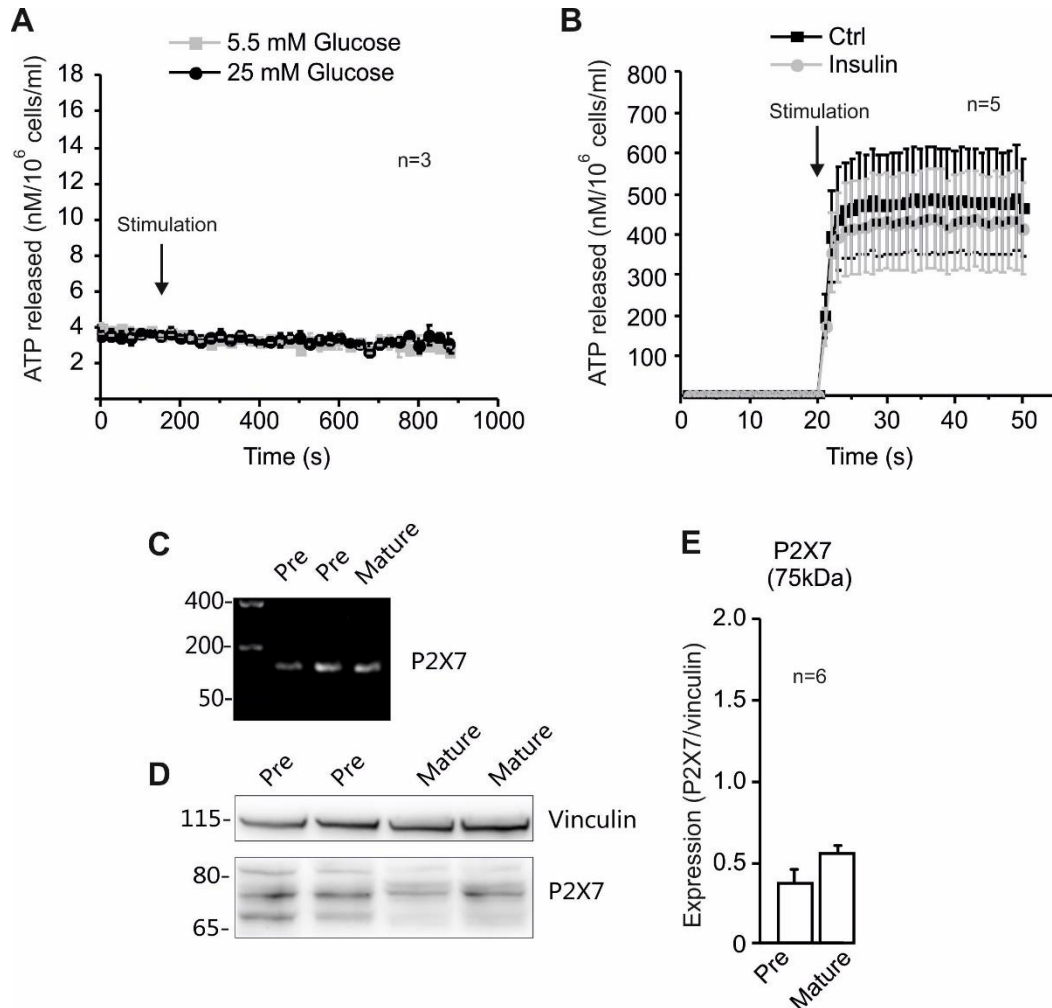 A
5.5 mM Glucose
25 mM Glucose
ATP released (nM/10⁶ cells/ml)
18
16
14
12
10
8
6
4
2
n=3
Stimulation
0 200 400 600 800 1000
Time (s)
B
Ctrl
Insulin
ATP released (nM/10⁶ cells/ml)
800
700
600
500
400
300
200
100
Stimulation
n=5
0 10 20 30 40 50
Time (s)
C
Pre Pre Mature
400-
200-
50-
P2X7
D
Pre Pre Mature Mature
115-
Vinculin
80-
65-
P2X7
E
P2X7
(75kDa)
Expression (P2X7/vinculin)
2.0
1.5
1.0
0.5
0
n=6
Pre Mature